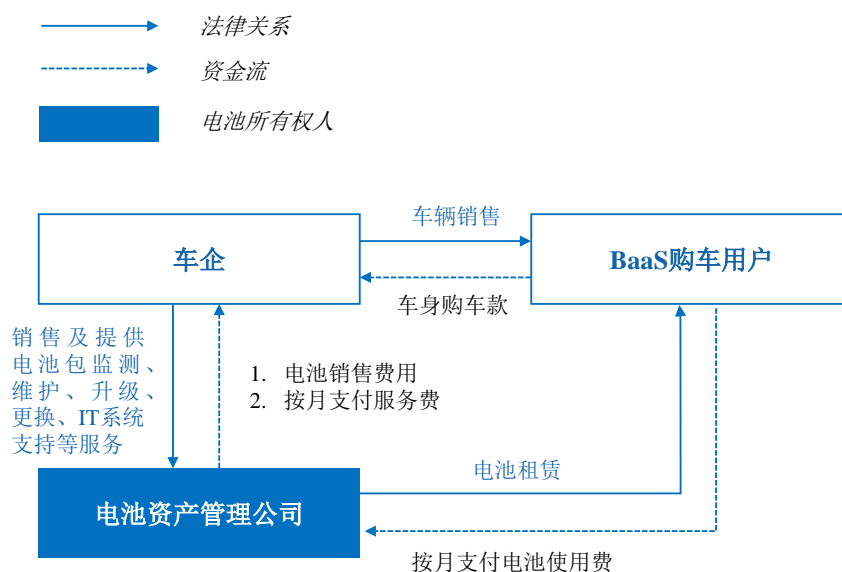 法律关系
资金流
电池所有权人
车辆销售
车企
BaaS购车用户
车身购车款
销售及提供
电池包监测、
维护、升级、
更换、IT系统
支持等服务
1. 电池销售费用
2. 按月支付服务费
电池租赁
电池资产管理公司
按月支付电池使用费